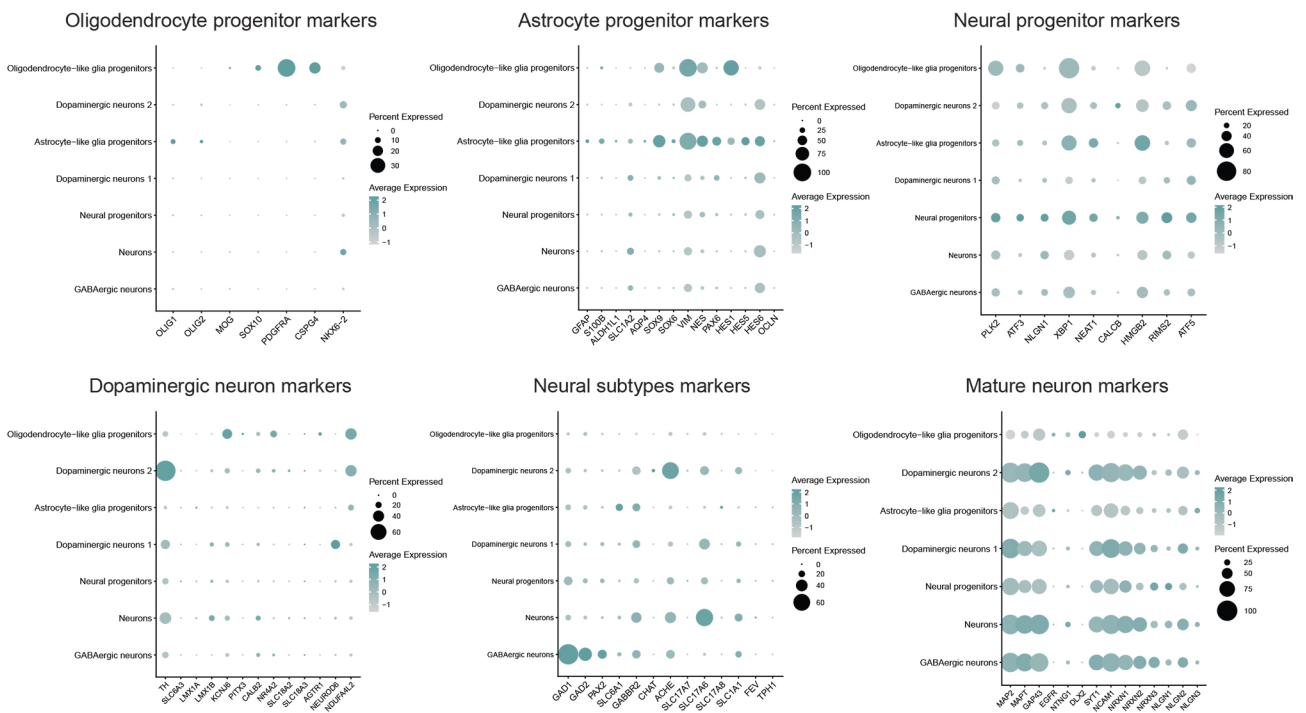 Oligodendrocyte progenitor markers
Oligodendrocyte-like glia progenitors
Dopaminergic neurons 2
Astrocyte-like glia progenitors
Dopaminergic neurons 1
Neural progenitors
Neurons
GABAergic neurons
OLIG1 OLIG2 MOG SOX10 PDGFRA CSPG4 NKX6-2
Percent Expressed
0
10
20
30
Average Expression
2
1
0
-1
Astrocyte progenitor markers
Oligodendrocyte-like glia progenitors
Dopaminergic neurons 2
Astrocyte-like glia progenitors
Dopaminergic neurons 1
Neural progenitors
Neurons
GABAergic neurons
GFAP S100B ALDH1L1 SLC1A2 AQP4 SOX9 SOX6 VIM NES PAX6 HES1 HES5 HES6 OCLN
Percent Expressed
0
25
50
75
100
Average Expression
2
1
0
-1
Neural progenitor markers
Oligodendrocyte-like glia progenitors
Dopaminergic neurons 2
Astrocyte-like glia progenitors
Dopaminergic neurons 1
Neural progenitors
Neurons
GABAergic neurons
PLK2 ATF3 NLGN1 XBP1 NEAT1 CALCB HMGB2 RIMS2 ATF5
Percent Expressed
20
40
60
80
Average Expression
2
1
0
-1
Dopaminergic neuron markers
Oligodendrocyte-like glia progenitors
Dopaminergic neurons 2
Astrocyte-like glia progenitors
Dopaminergic neurons 1
Neural progenitors
Neurons
GABAergic neurons
TH SLC6A3 LMX1A LMX1B KCNJ6 PITX3 CALB2 NR4A2 SLC18A2 SLC18A3 AGTR1 NEUROD6 NDUFA4L2
Percent Expressed
0
20
40
60
Average Expression
2
1
0
-1
Neural subtypes markers
Oligodendrocyte-like glia progenitors
Dopaminergic neurons 2
Astrocyte-like glia progenitors
Dopaminergic neurons 1
Neural progenitors
Neurons
GABAergic neurons
GAD1 GAD2 PAX2 SLC6A1 GABBR2 CHAT ACHE SLC17A7 SLC17A6 SLC17A8 SLC1A1 FEV TPH1
Average Expression
2
1
0
-1
Percent Expressed
0
20
40
60
Mature neuron markers
Oligodendrocyte-like glia progenitors
Dopaminergic neurons 2
Astrocyte-like glia progenitors
Dopaminergic neurons 1
Neural progenitors
Neurons
GABAergic neurons
MAP2 MAPT GAP43 EGFR NTNG1 DLX2 SYT1 NCAM1 NRXN1 NRXN2 NRXN3 NLGN1 NLGN2 NLGN3
Average Expression
2
1
0
-1
Percent Expressed
25
50
75
100